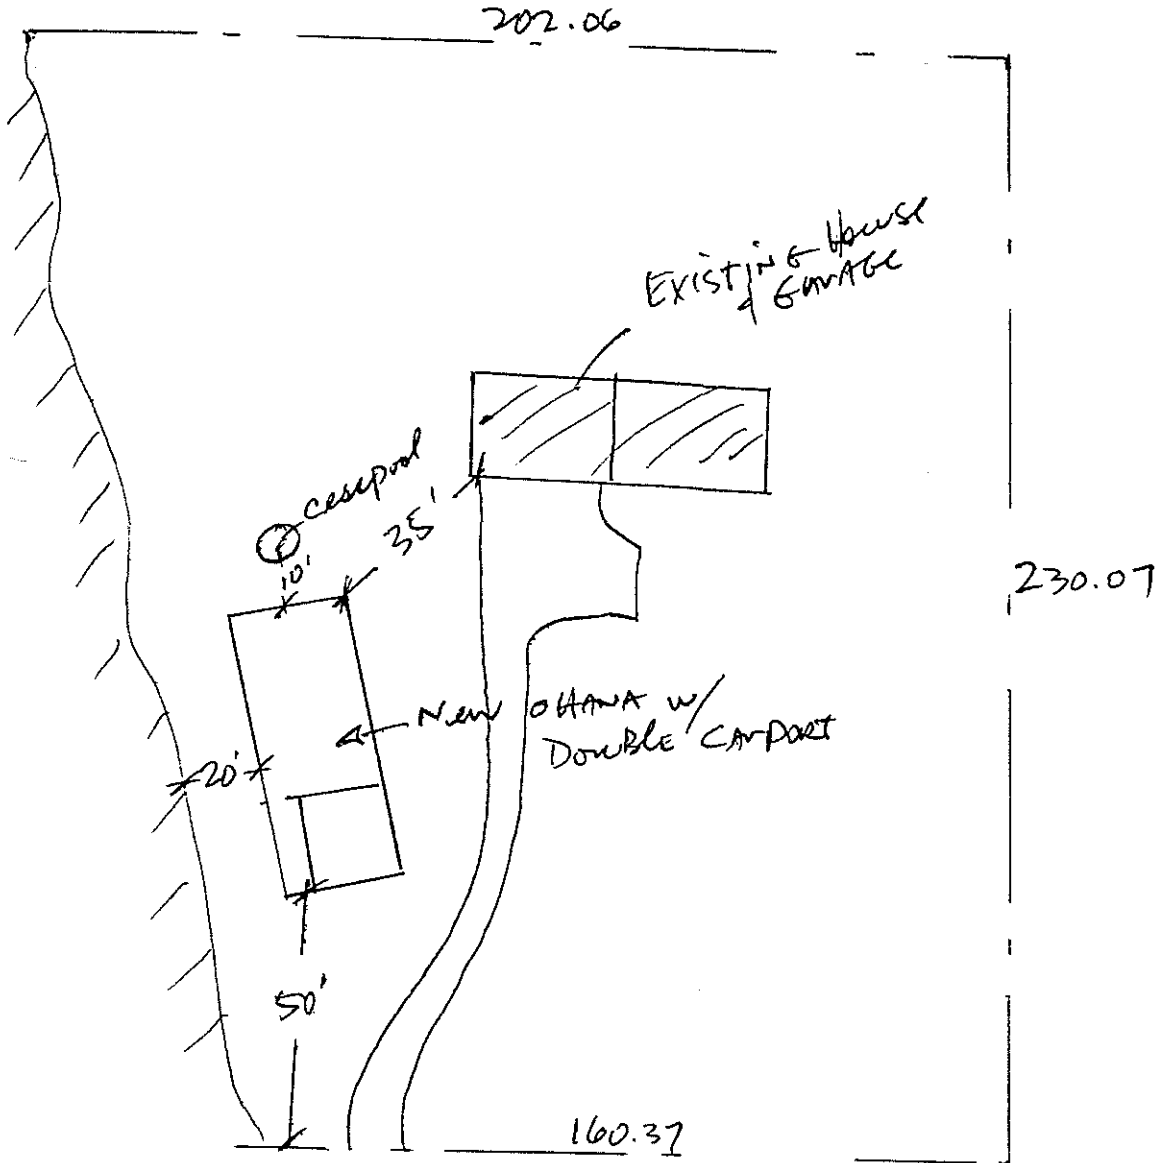 202.06
EXISTING House
& GARAGE
cesspool
35'
10'
230.07
New OHANA w/
DOUBLE CARPORT
20'
50'
160.37